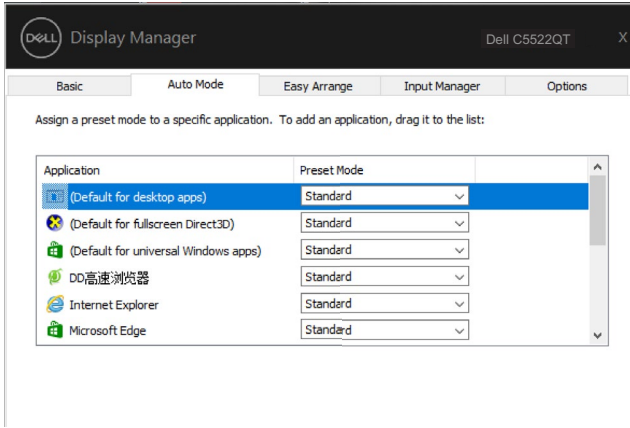 DELL Display Manager Dell C5522QT X
Basic Auto Mode Easy Arrange Input Manager Options
Assign a preset mode to a specific application. To add an application, drag it to the list:
Application Preset Mode
(Default for desktop apps) Standard
(Default for fullscreen Direct3D) Standard
(Default for universal Windows apps) Standard
DD高速浏览器 Standard
Internet Explorer Standard
Microsoft Edge Standard